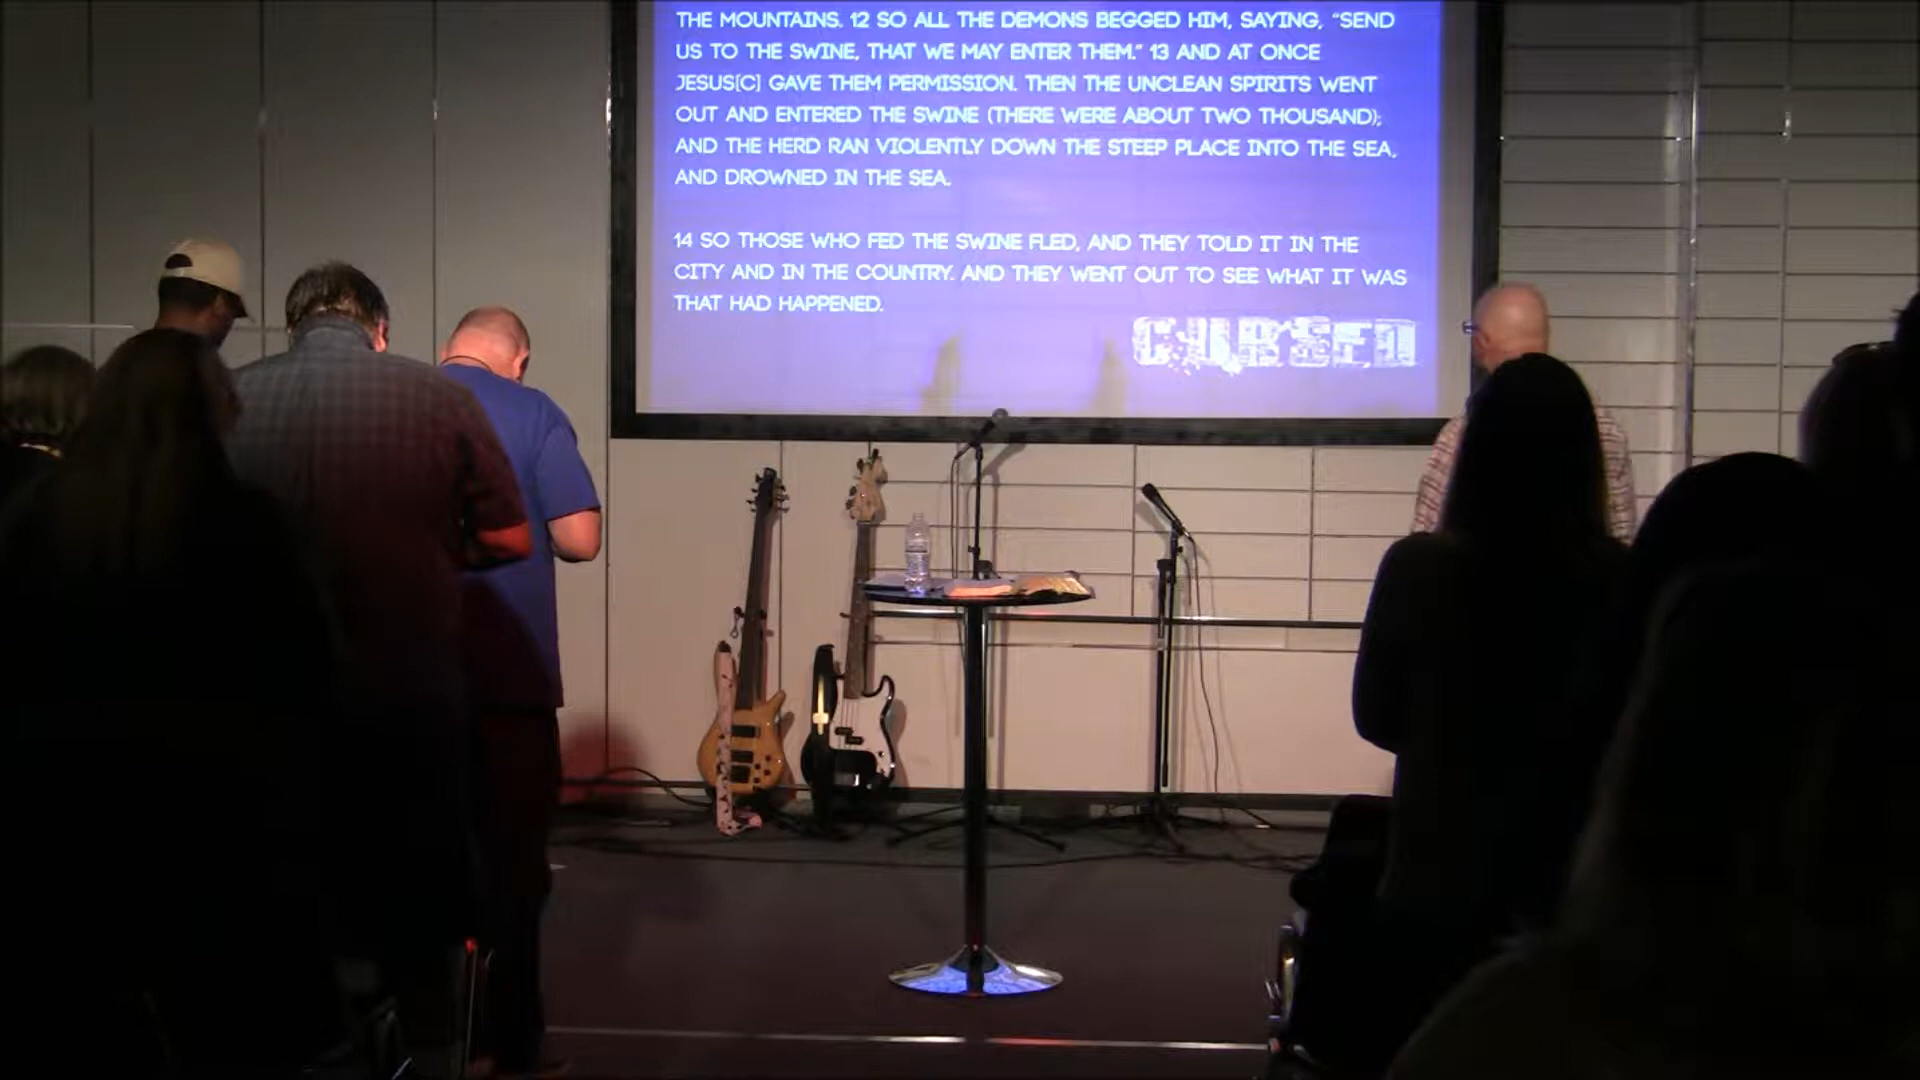 THE MOUNTAINS. 12 SO ALL THE DEMONS BEGGED HIM, SAYING, “SEND
US TO THE SWINE, THAT WE MAY ENTER THEM.” 13 AND AT ONCE
JESUS[C] GAVE THEM PERMISSION. THEN THE UNCLEAN SPIRITS WENT
OUT AND ENTERED THE SWINE (THERE WERE ABOUT TWO THOUSAND);
AND THE HERD RAN VIOLENTLY DOWN THE STEEP PLACE INTO THE SEA,
AND DROWNED IN THE SEA.
14 SO THOSE WHO FED THE SWINE FLED, AND THEY TOLD IT IN THE
CITY AND IN THE COUNTRY. AND THEY WENT OUT TO SEE WHAT IT WAS
THAT HAD HAPPENED.
CURSED